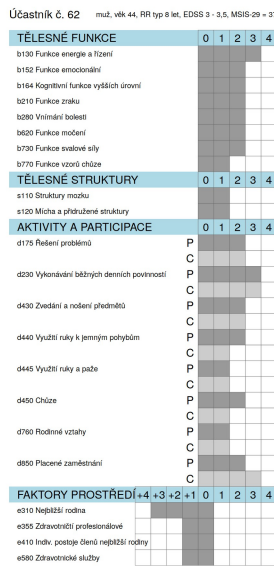 Účastník č. 62 muž, věk 44, RR typ 8 let, EDSS 3 - 3,5, MSIS-29 = 37
TĚLESNÉ FUNKCE 0 1 2 3 4
b130 Funkce energie a řízení
b152 Funkce emocionální
b164 Kognitivní funkce vyšších úrovní
b210 Funkce zraku
b280 Vnímání bolesti
b620 Funkce močení
b730 Funkce svalové síly
b770 Funkce vzorů chůze
TĚLESNÉ STRUKTURY 0 1 2 3 4
s110 Struktury mozku
s120 Mícha a přidružené struktury
AKTIVITY A PARTICIPACE 0 1 2 3 4
d175 Řešení problémů P
C
d230 Vykonávání běžných denních povinností P
C
d430 Zvedání a nošení předmětů P
C
d440 Využití ruky k jemným pohybům P
C
d445 Využití ruky a paže P
C
d450 Chůze P
C
d760 Rodinné vztahy P
C
d850 Placené zaměstnání P
C
FAKTORY PROSTŘEDÍ +4 +3 +2 +1 0 1 2 3 4
e310 Nejbližší rodina
e355 Zdravotničtí profesionálové
e410 Indiv. postoje členů nejbližší rodiny
e580 Zdravotnické služby